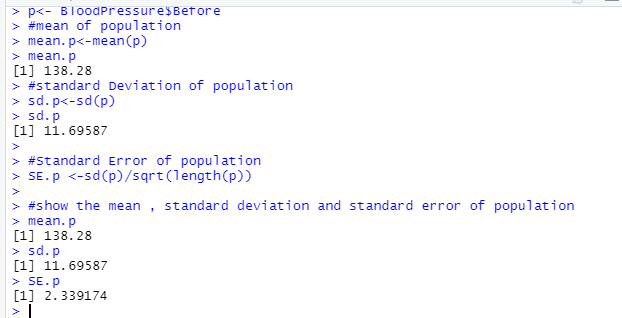 > p<- BloodPressure$Before
> #mean of population
> mean.p<-mean(p)
> mean.p
[1] 138.28
> #standard Deviation of population
> sd.p<-sd(p)
> sd.p
[1] 11.69587
>
> #Standard Error of population
> SE.p <-sd(p)/sqrt(length(p))
>
> #show the mean , standard deviation and standard error of population
> mean.p
[1] 138.28
> sd.p
[1] 11.69587
> SE.p
[1] 2.339174
>